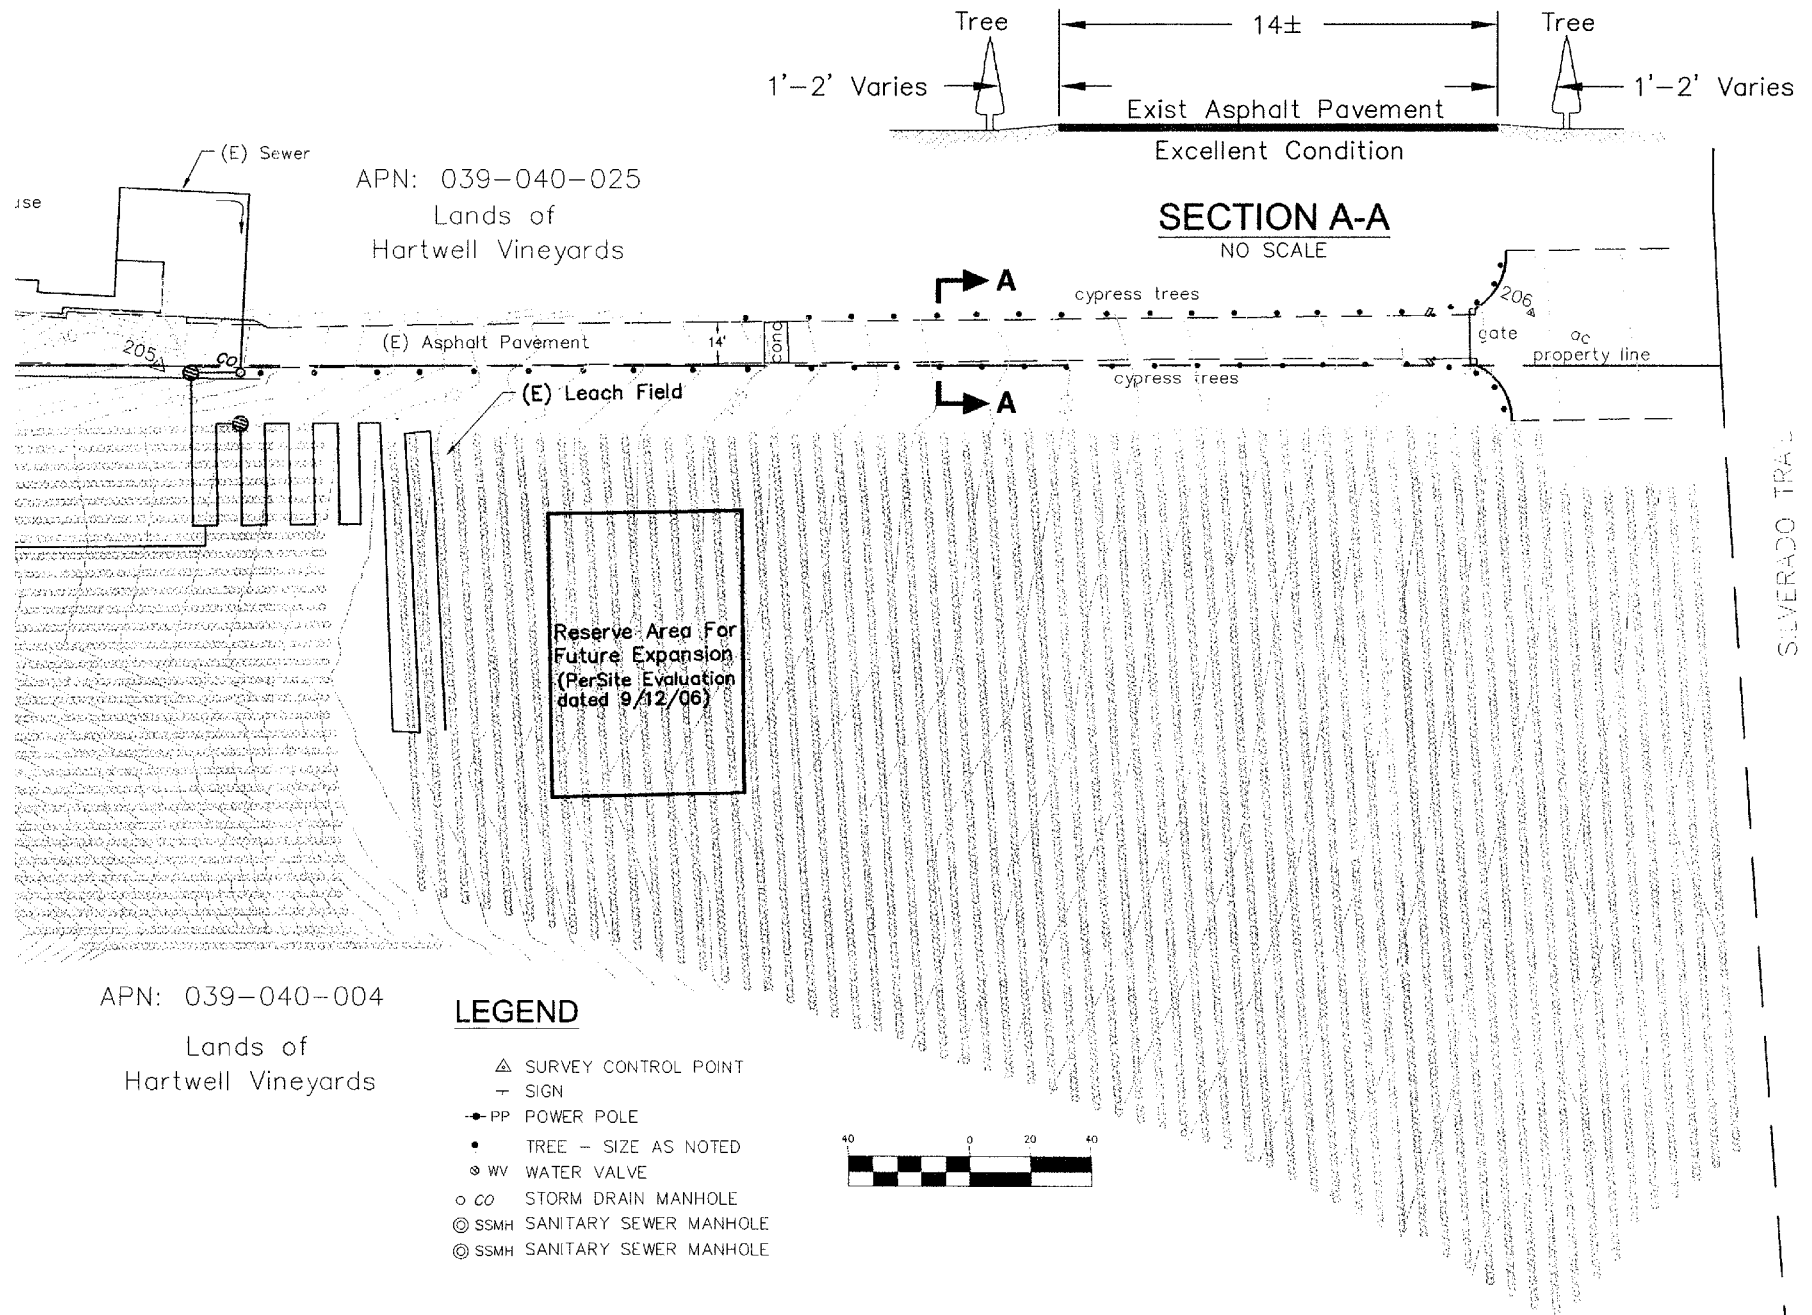 Tree
14±
Tree
1'-2' Varies
1'-2' Varies
Exist Asphalt Pavement
Excellent Condition
SECTION A-A
NO SCALE
(E) Sewer
APN: 039-040-025
Lands of
Hartwell Vineyards
A
cypress trees
206
gate
ac
property line
(E) Asphalt Pavement
14'
conc
205
CO
cypress trees
(E) Leach Field
A
SILVERADO TRAIL
Reserve Area For
Future Expansion
(PerSite Evaluation
dated 9/12/06)
APN: 039-040-004
Lands of
Hartwell Vineyards
LEGEND
SURVEY CONTROL POINT
SIGN
PP POWER POLE
TREE - SIZE AS NOTED
WV WATER VALVE
CO STORM DRAIN MANHOLE
SSMH SANITARY SEWER MANHOLE
SSMH SANITARY SEWER MANHOLE
40 0 20 40